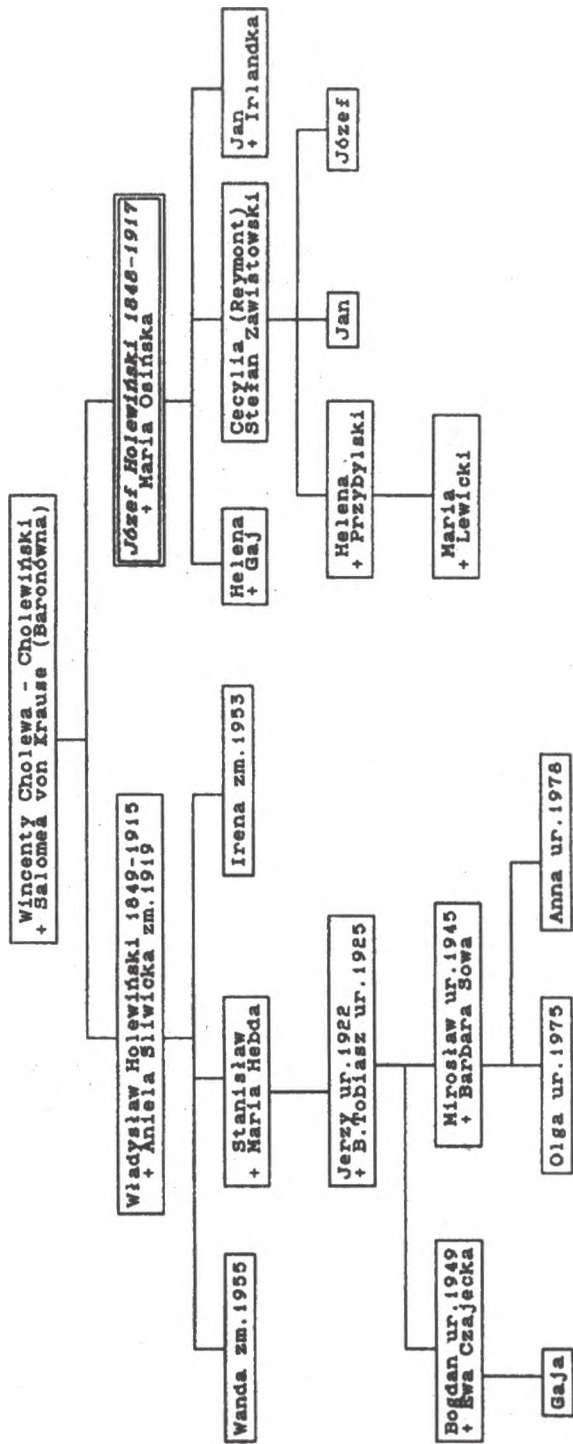 Wincenty Cholewa - Cholewiński
+ Salomea von Krause (Baronówna)
Władysław Holewiński 1849-1915
+ Aniela Sliwicka zm.1919
Józef Holewiński 1848-1917
+ Maria Osińska
Wanda zm.1955
Stanisław
+ Maria Hebda
Irena zm.1953
Helena
+ Gaj
Cecylia (Reymont)
Stefan Zawistowski
Jan
+ Irlandka
Jerzy ur.1922
+ B.Tobiasz ur.1925
Helena
+ Przybylski
Jan
Józef
Bogdan ur.1949
+ Ewa Czajecka
Mirosław ur.1945
+ Barbara Sowa
Maria
+ Lewicki
Gaja
Olga ur.1975
Anna ur.1978